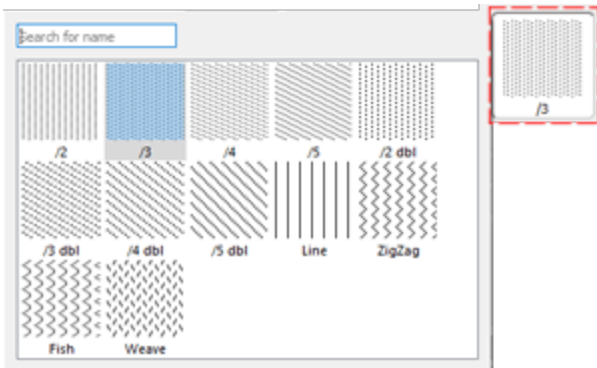 Search for name
/3
/2 /3 /4 /5 /2 dbl
/3 dbl /4 dbl /5 dbl Line ZigZag
Fish Weave